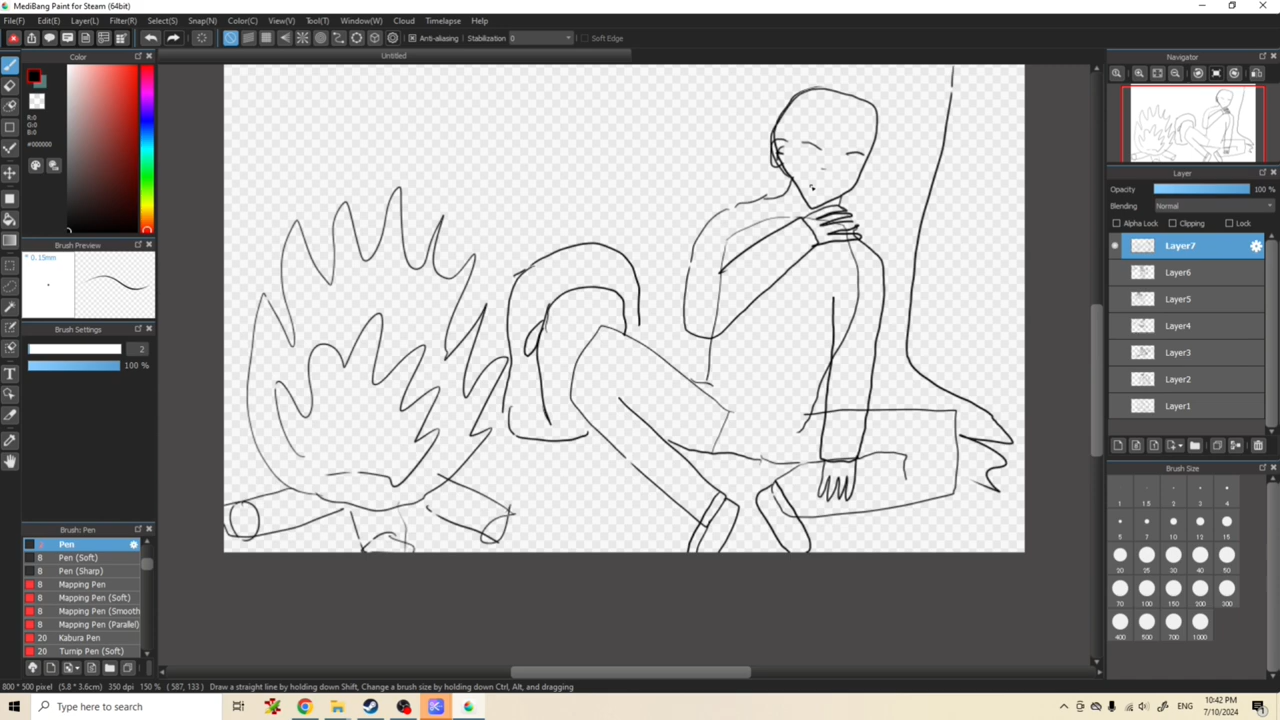 MediBang Paint for Steam (64bit)
File(F) Edit(E) Layer(L) Filter(R) Select(S) Snap(N) Color(C) View(V) Tool(T) Window(W) Cloud Timelapse Help
Anti-aliasing Stabilization 0 Soft Edge
Untitled
Color
R:0
G:0
B:0
#000000
Brush Preview
* 0.15mm
Brush Settings
2
100 %
Brush: Pen
Pen
8 Pen (Soft)
8 Pen (Sharp)
8 Mapping Pen
8 Mapping Pen (Soft)
8 Mapping Pen (Smooth
8 Mapping Pen (Parallel)
20 Kabura Pen
20 Turnip Pen (Soft)
Navigator
Layer
Opacity 100 %
Blending Normal
Alpha Lock Clipping Lock
Layer7
Layer6
Layer5
Layer4
Layer3
Layer2
Layer1
Brush Size
1 1.5 2 3 4
5 7 10 12 15
20 25 30 40 50
70 100 150 200 300
400 500 700 1000
800 * 500 pixel (5.8 * 3.6cm) 350 dpi 150 % ( 587, 133 ) Draw a straight line by holding down Shift, Change a brush size by holding down Ctrl, Alt, and dragging
Type here to search
ENG
10:42 PM
7/10/2024